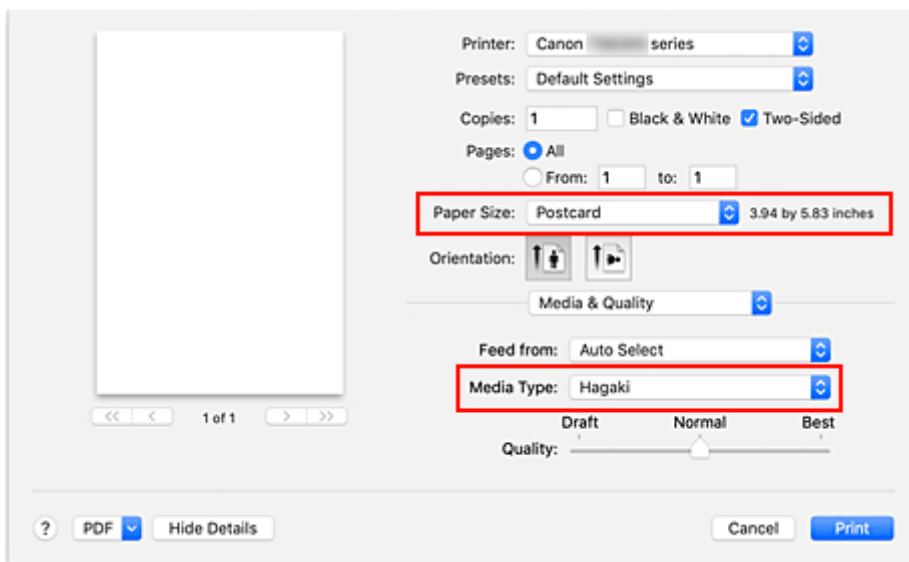 Printer: Canon series
Presets: Default Settings
Copies: 1 Black & White Two-Sided
Pages: All
From: 1 to: 1
Paper Size: Postcard 3.94 by 5.83 inches
Orientation:
Media & Quality
Feed from: Auto Select
Media Type: Hagaki
Draft Normal Best
Quality:
<< < 1 of 1 > >>
? PDF Hide Details Cancel Print